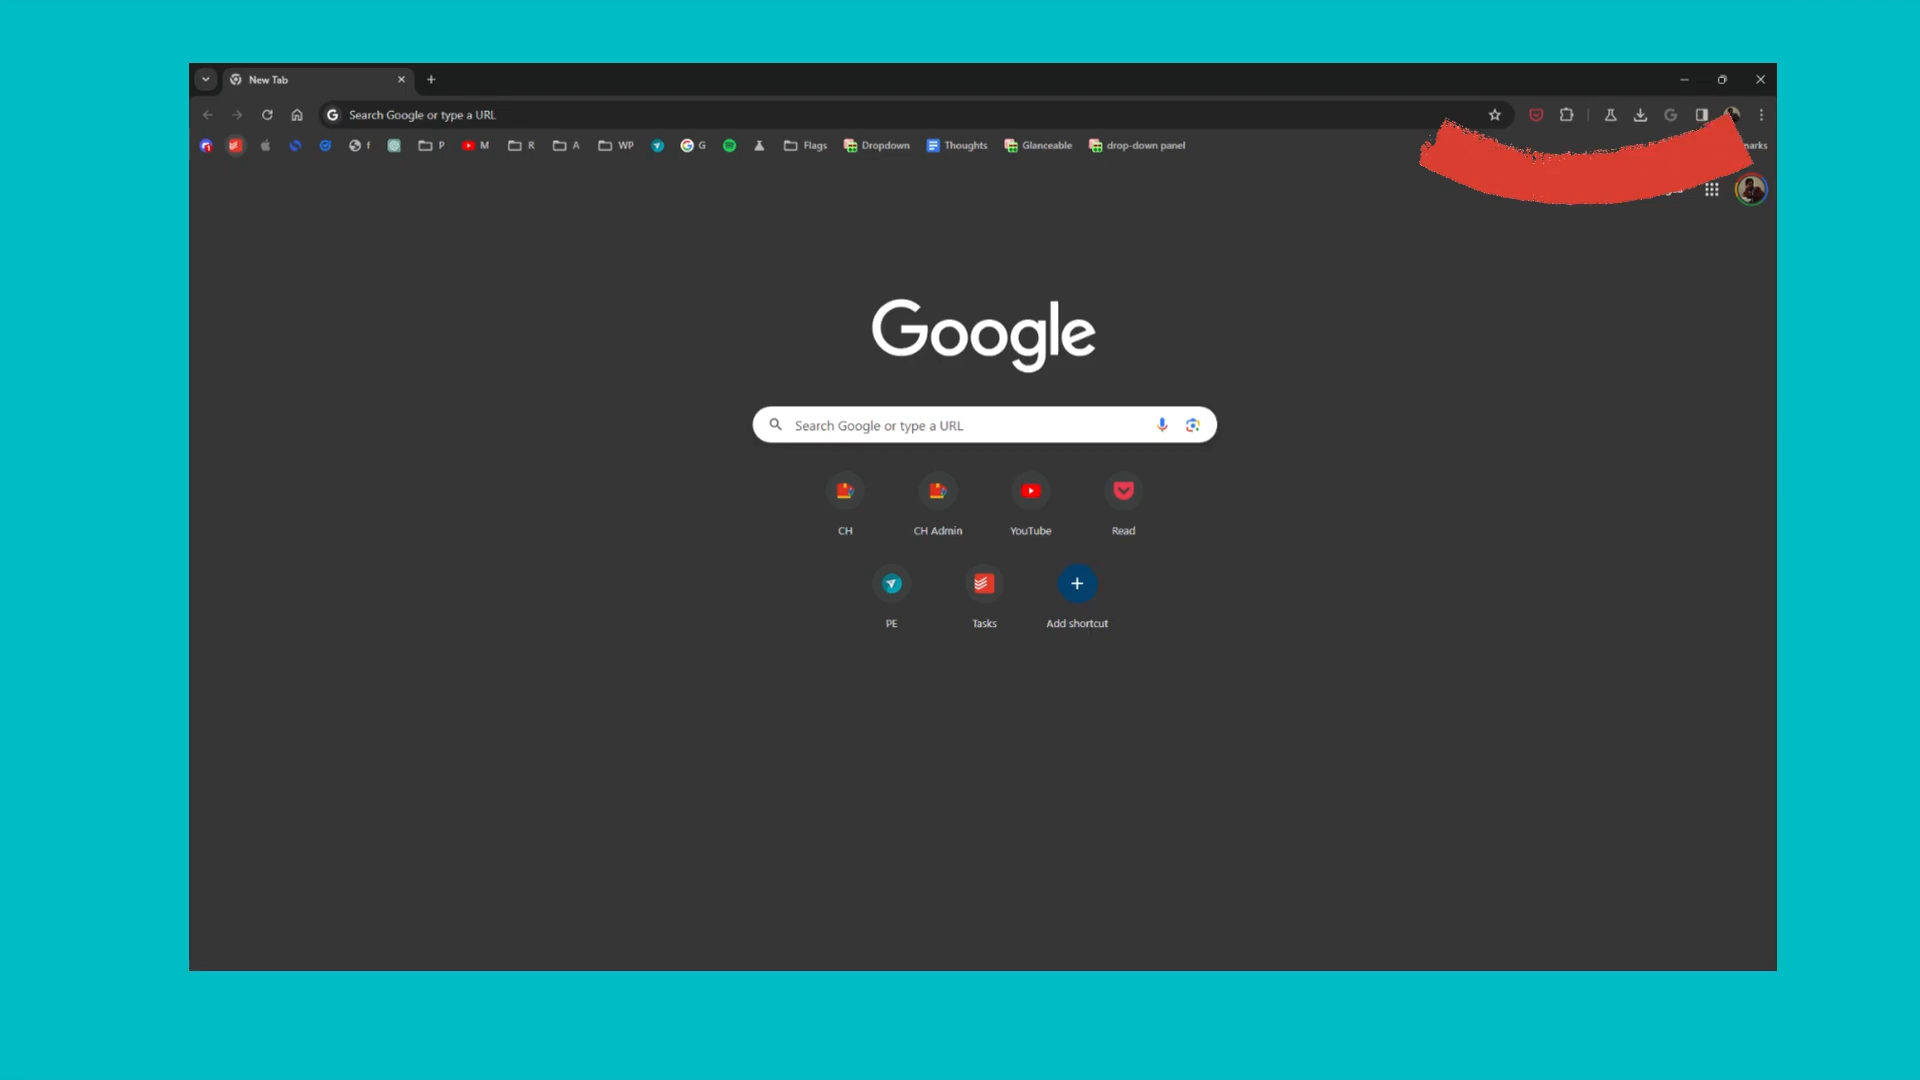 New Tab
Search Google or type a URL
f P M R A WP G Flags Dropdown Thoughts Glanceable drop-down panel
Google
Search Google or type a URL
CH CH Admin YouTube Read
PE Tasks Add shortcut